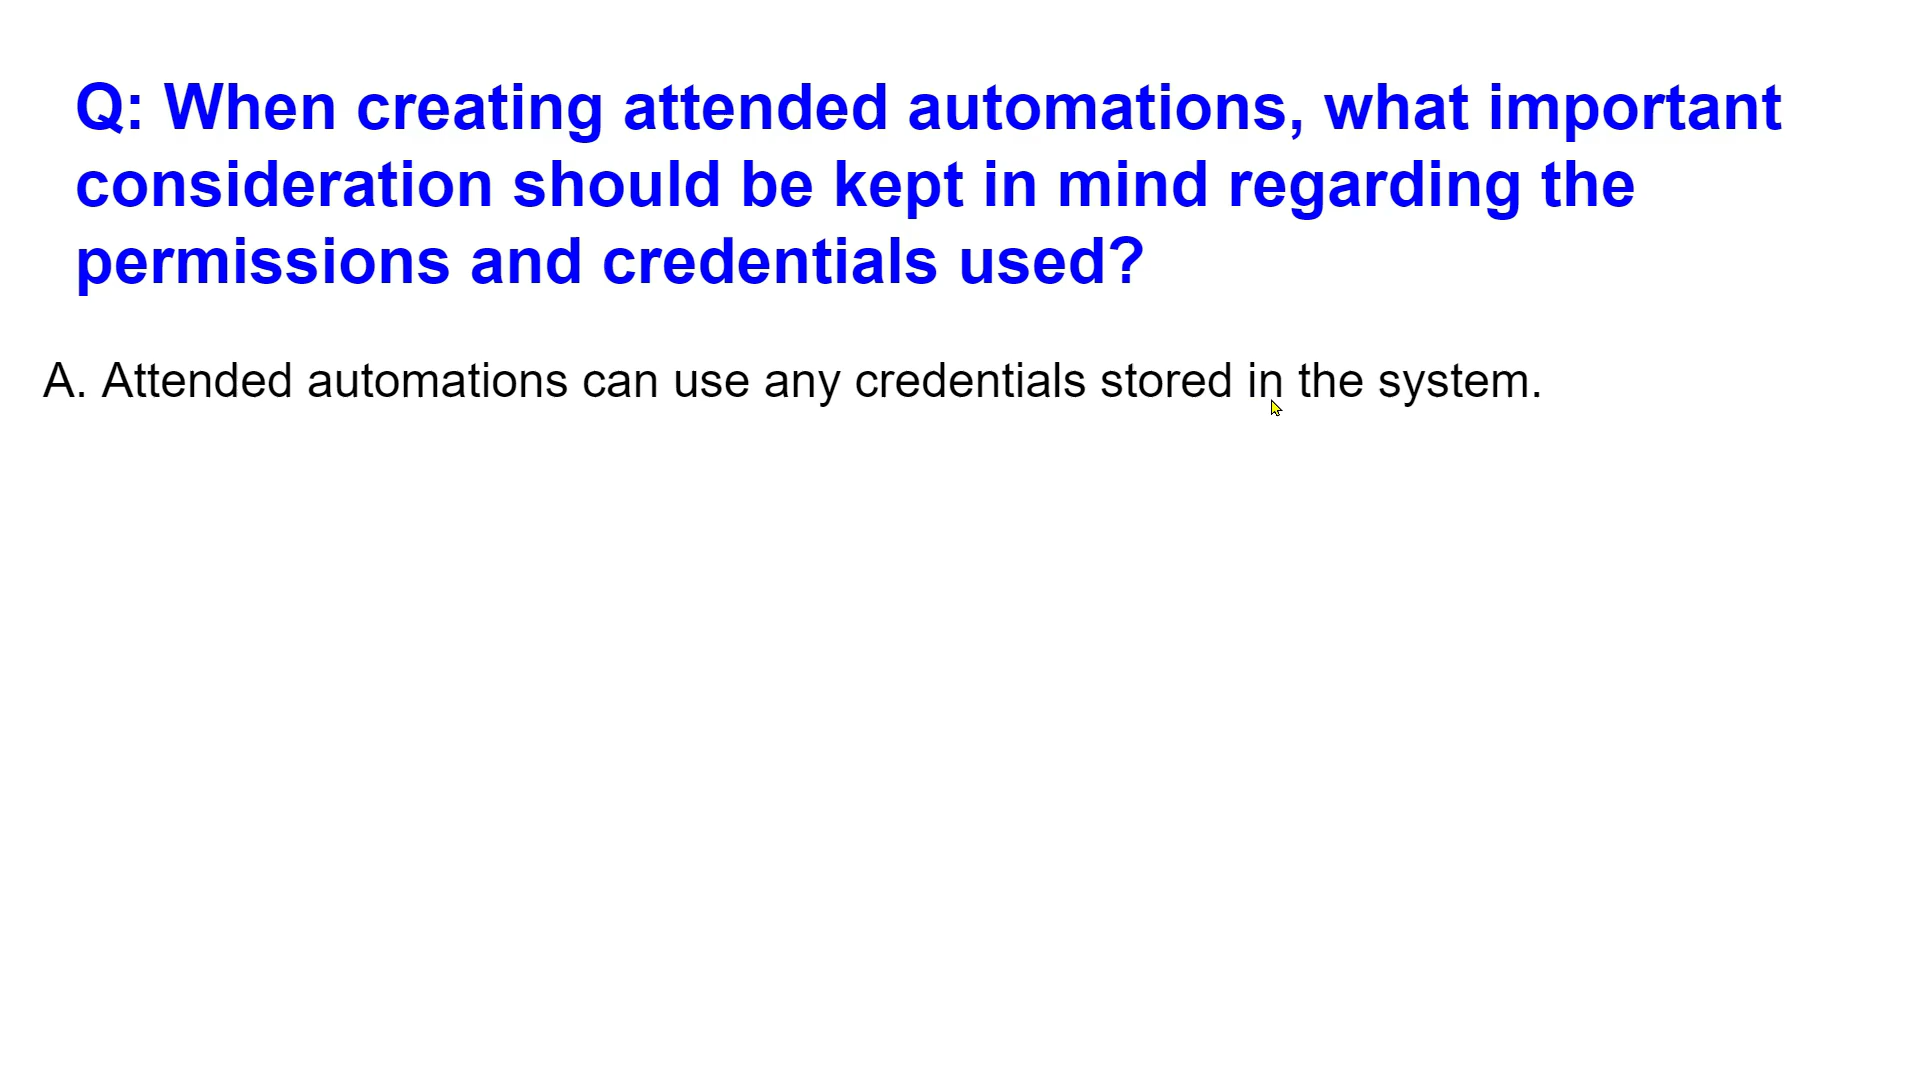 Q: When creating attended automations, what important
consideration should be kept in mind regarding the
permissions and credentials used?
A. Attended automations can use any credentials stored in the system.